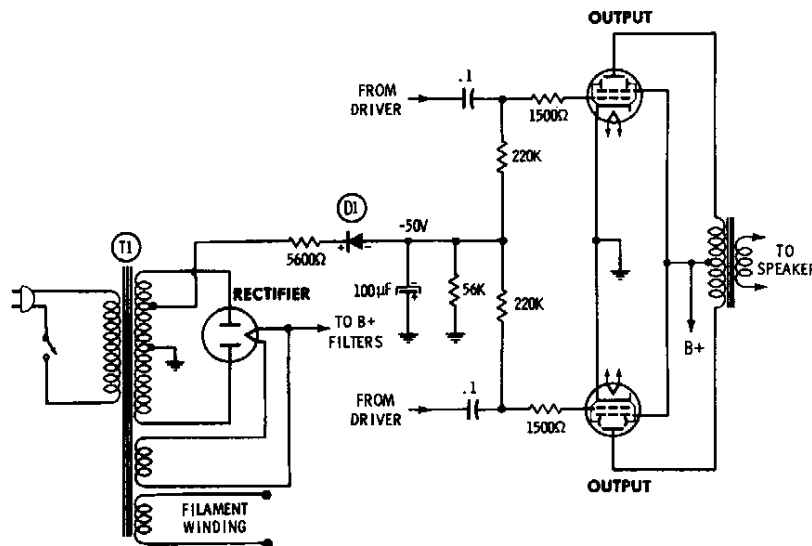 OUTPUT
.1
FROM
DRIVER
1500Ω
220K
D1
-50V
+ -
5600Ω
T1
100μF
-
+
56K
220K
TO
SPEAKER
RECTIFIER
TO B+
FILTERS
B+
.1
FROM
DRIVER
1500Ω
OUTPUT
FILAMENT
WINDING